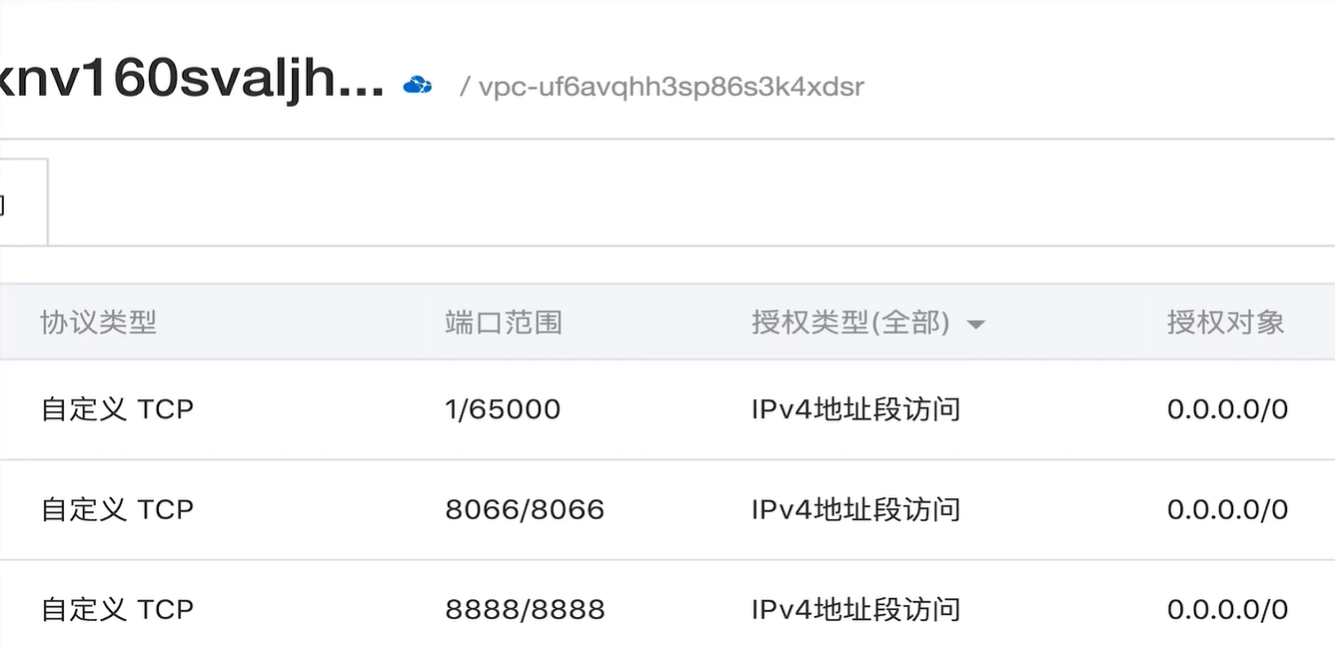 xnv160svaljh... / vpc-uf6avqhh3sp86s3k4xdsr
协议类型 端口范围 授权类型(全部) 授权对象
自定义 TCP 1/65000 IPv4地址段访问 0.0.0.0/0
自定义 TCP 8066/8066 IPv4地址段访问 0.0.0.0/0
自定义 TCP 8888/8888 IPv4地址段访问 0.0.0.0/0